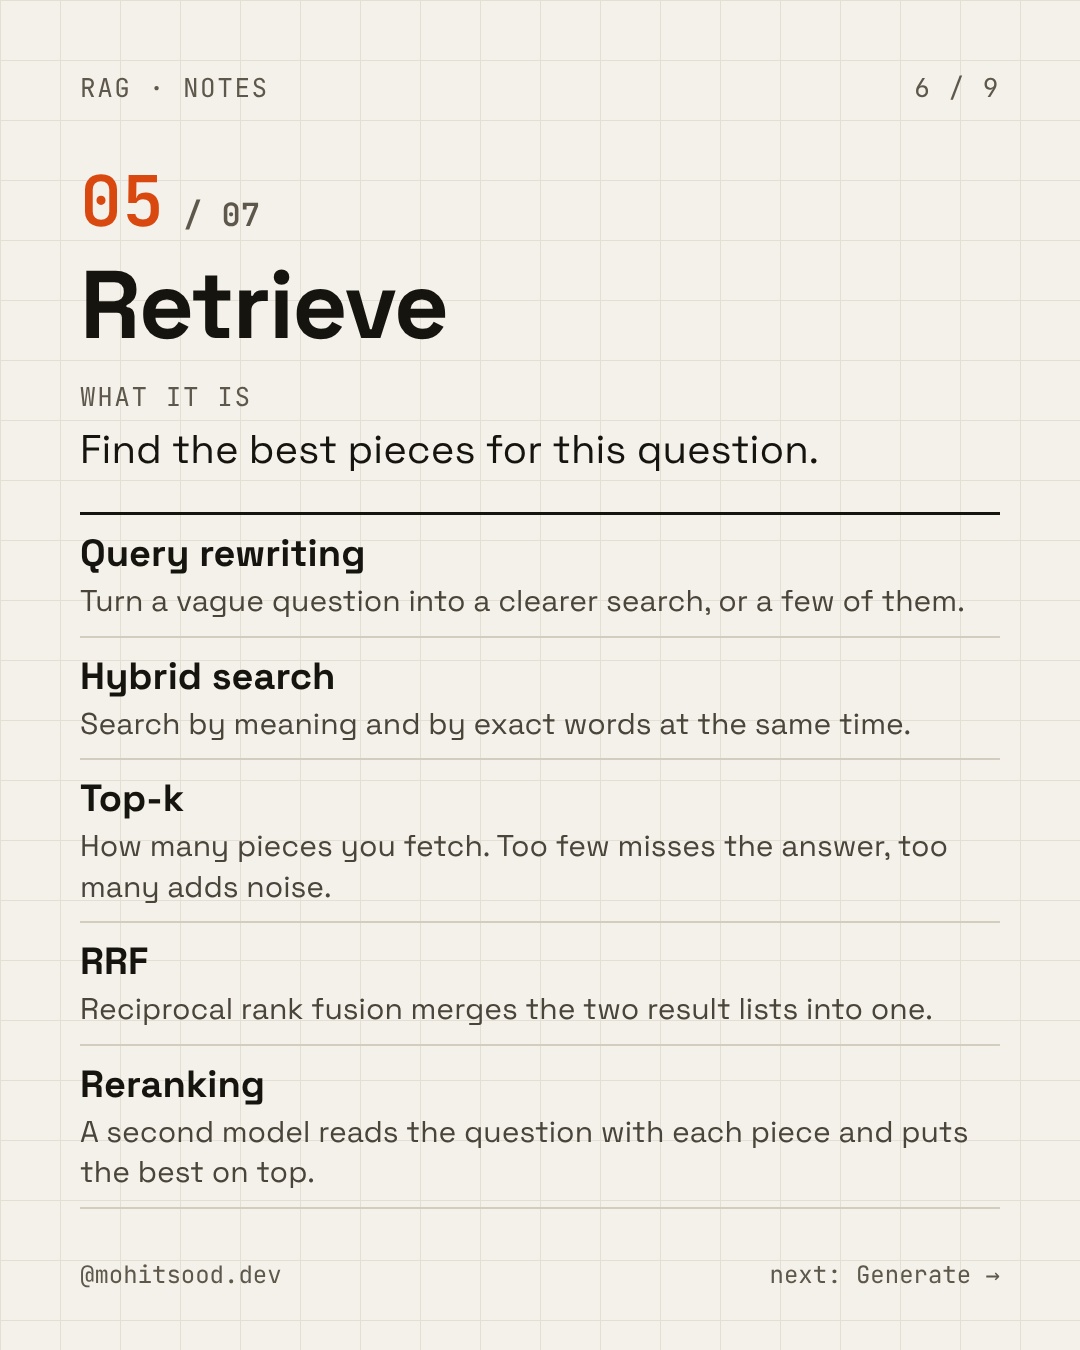 RAG · NOTES
6 / 9
05 / 07
Retrieve
WHAT IT IS
Find the best pieces for this question.
Query rewriting
Turn a vague question into a clearer search, or a few of them.
Hybrid search
Search by meaning and by exact words at the same time.
Top-k
How many pieces you fetch. Too few misses the answer, too
many adds noise.
RRF
Reciprocal rank fusion merges the two result lists into one.
Reranking
A second model reads the question with each piece and puts
the best on top.
@mohitsood.dev
next: Generate →